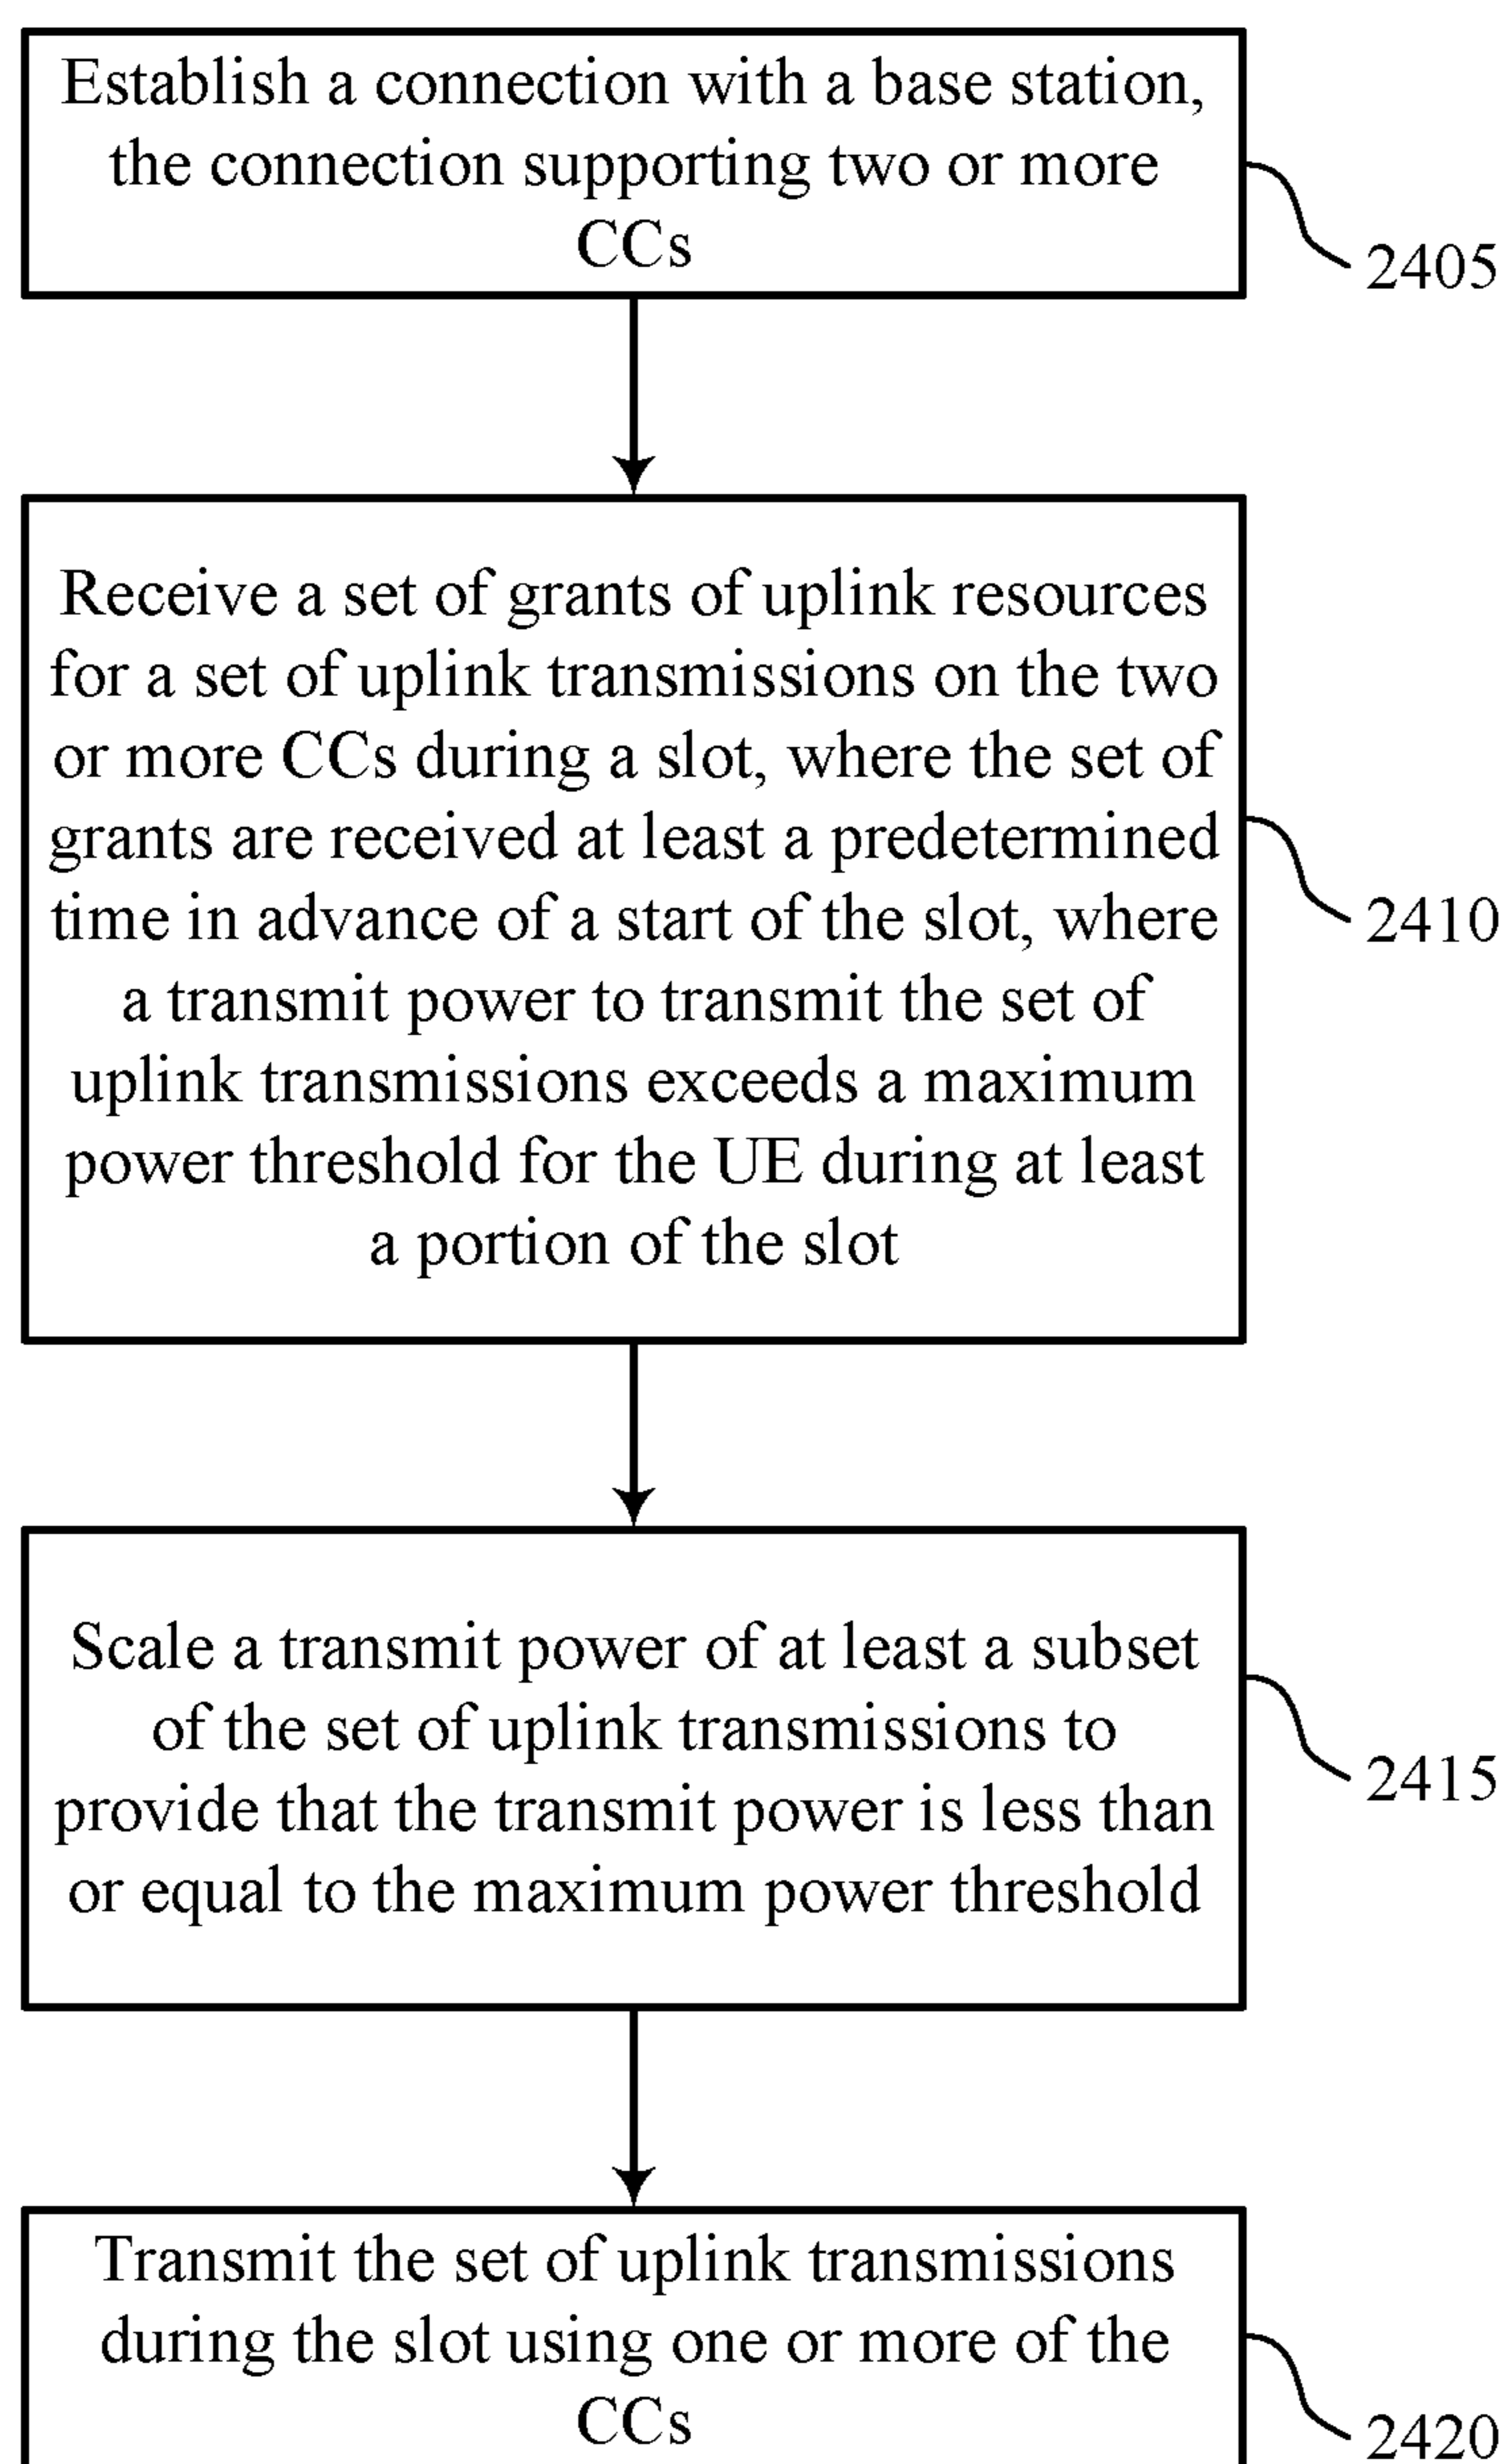 Establish a connection with a base station,
the connection supporting two or more
CCs
2405
Receive a set of grants of uplink resources
for a set of uplink transmissions on the two
or more CCs during a slot, where the set of
grants are received at least a predetermined
time in advance of a start of the slot, where
a transmit power to transmit the set of
uplink transmissions exceeds a maximum
power threshold for the UE during at least
a portion of the slot
2410
Scale a transmit power of at least a subset
of the set of uplink transmissions to
provide that the transmit power is less than
or equal to the maximum power threshold
2415
Transmit the set of uplink transmissions
during the slot using one or more of the
CCs
2420